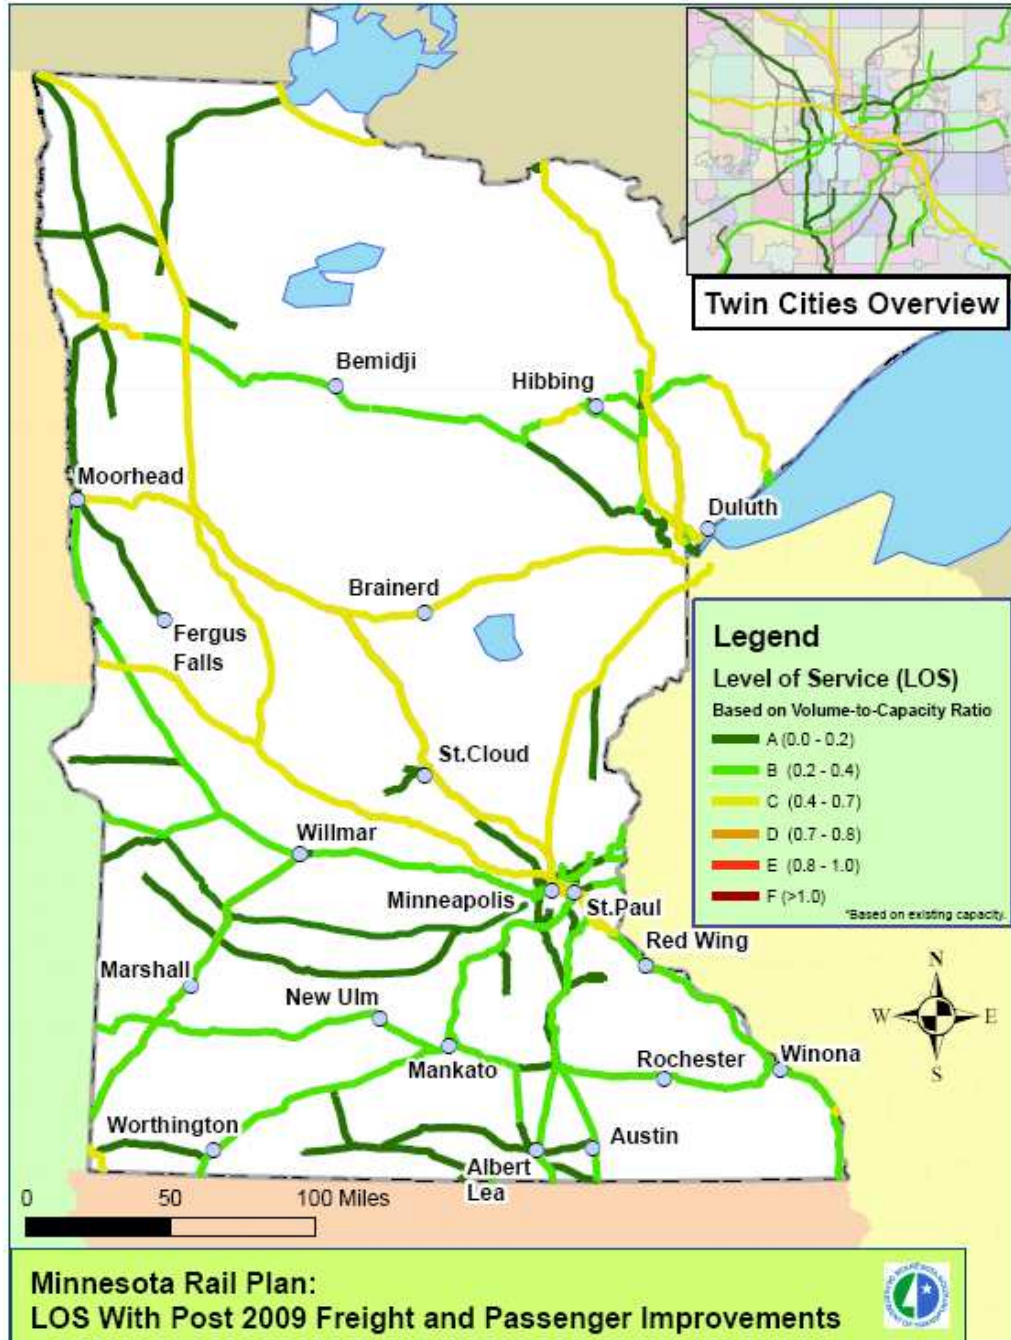 Twin Cities Overview
Bemidji
Hibbing
Moorhead
Duluth
Brainerd
Fergus
Falls
Legend
Level of Service (LOS)
Based on Volume-to-Capacity Ratio
A (0.0 - 0.2)
B (0.2 - 0.4)
C (0.4 - 0.7)
D (0.7 - 0.8)
E (0.8 - 1.0)
F (>1.0)
*Based on existing capacity.
St.Cloud
Willmar
Minneapolis
St.Paul
Red Wing
Marshall
New Ulm
N
W
E
S
Mankato
Rochester
Winona
Worthington
Austin
Albert
Lea
0 50 100 Miles
Minnesota Rail Plan:
LOS With Post 2009 Freight and Passenger Improvements